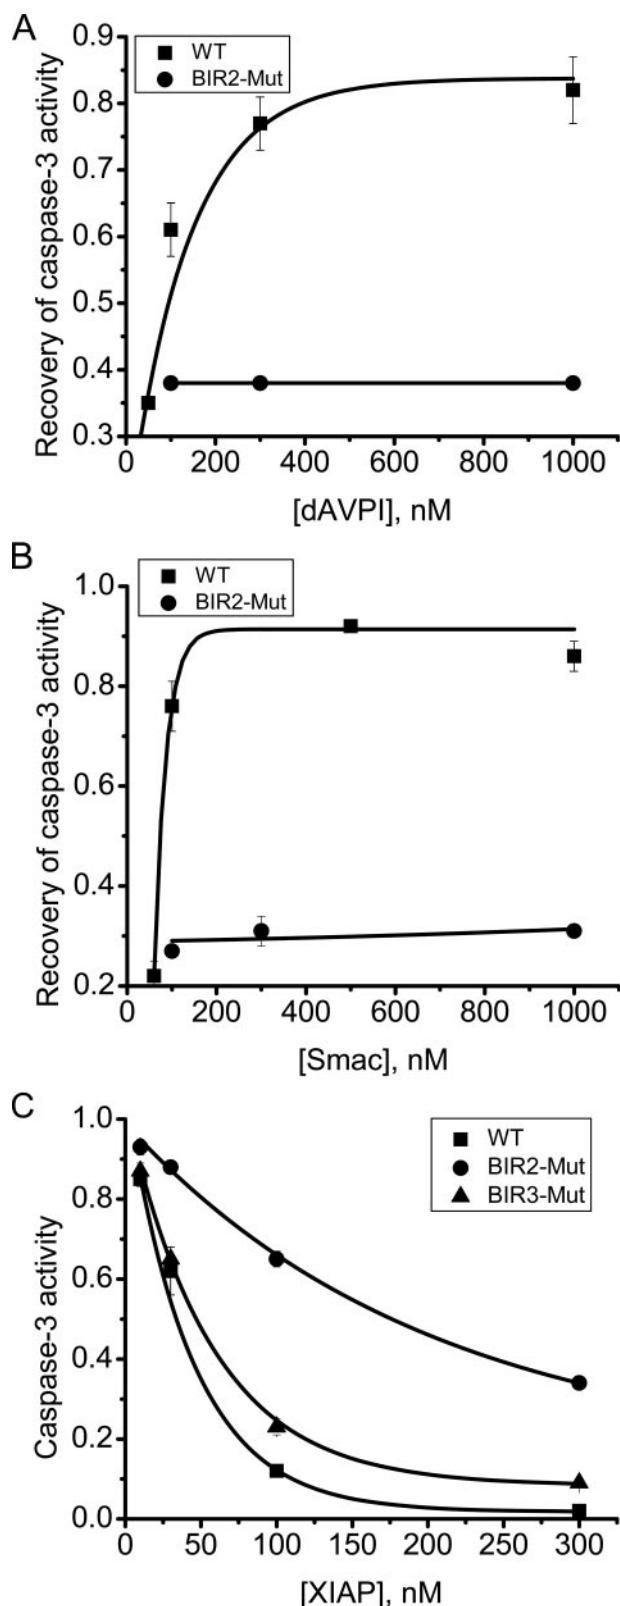 A
WT
BIR2-Mut
Recovery of caspase-3 activity
0.9
0.8
0.7
0.6
0.5
0.4
0.3
0 200 400 600 800 1000
[dAVPI], nM
B
WT
BIR2-Mut
Recovery of caspase-3 activity
1.0
0.8
0.6
0.4
0.2
0 200 400 600 800 1000
[Smac], nM
C
WT
BIR2-Mut
BIR3-Mut
Caspase-3 activity
1.0
0.8
0.6
0.4
0.2
0.0
0 50 100 150 200 250 300
[XIAP], nM